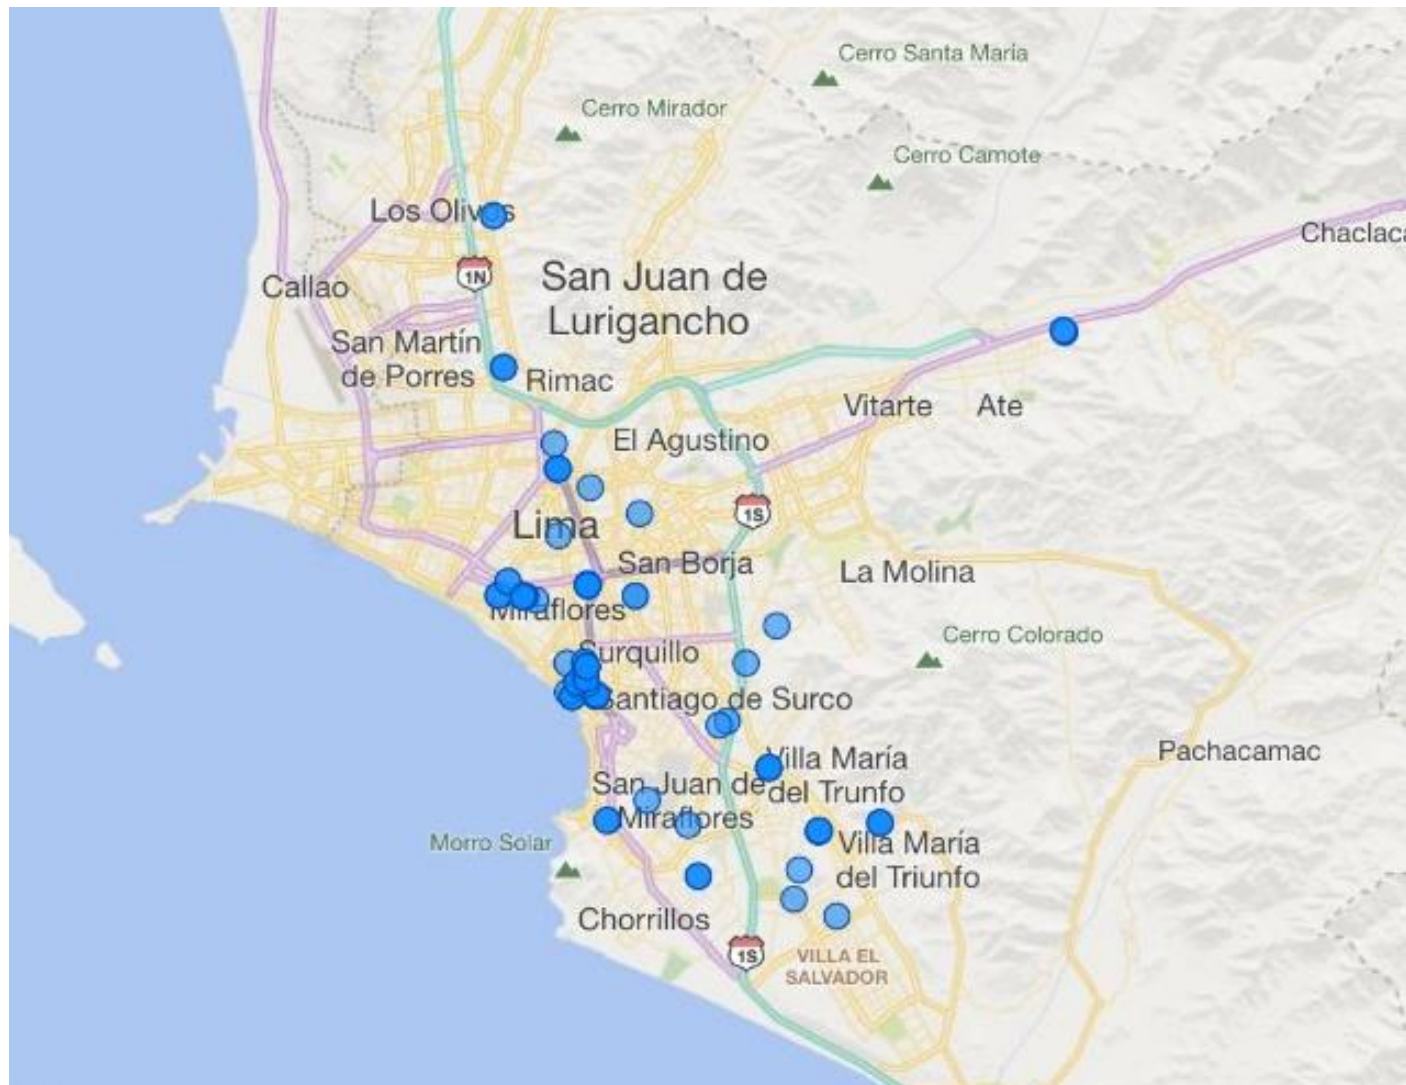 Cerro Santa María
Cerro Mirador
Cerro Camote
Los Olivos
Chaclaca
1N
San Juan de
Lurigancho
Callao
San Martín
de Porres
Rimac
Vitarte
Ate
El Agustino
1S
Lima
San Borja
La Molina
Miraflores
Cerro Colorado
Surquillo
Santiago de Surco
Pachacamac
Villa María
del Trunfo
San Juan de
Miraflores
Morro Solar
Villa María
del Triunfo
Chorrillos
1S
VILLA EL
SALVADOR